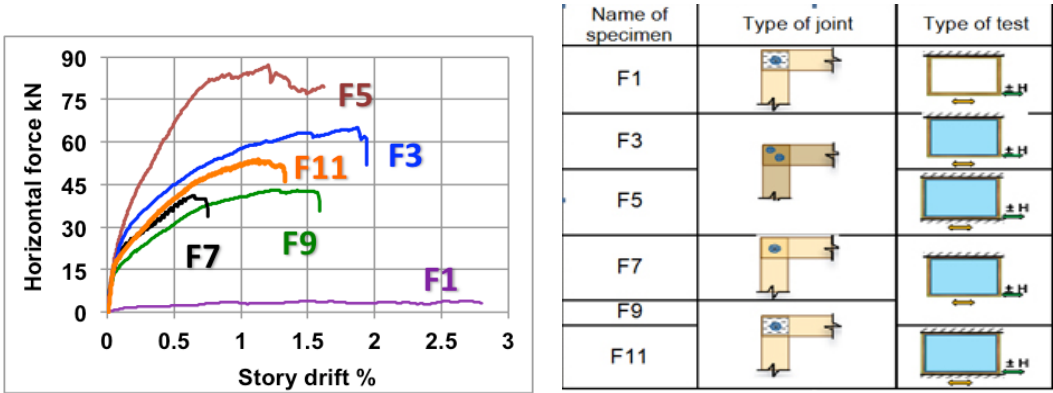 Horizontal force kN
90
75
60
45
30
15
0
0 0.5 1 1.5 2 2.5 3
Story drift %
F5
F3
F11
F9
F7
F1
Name of specimen
Type of joint
Type of test
F1
± H
F3
± H
F5
± H
F7
± H
F9
F11
± H